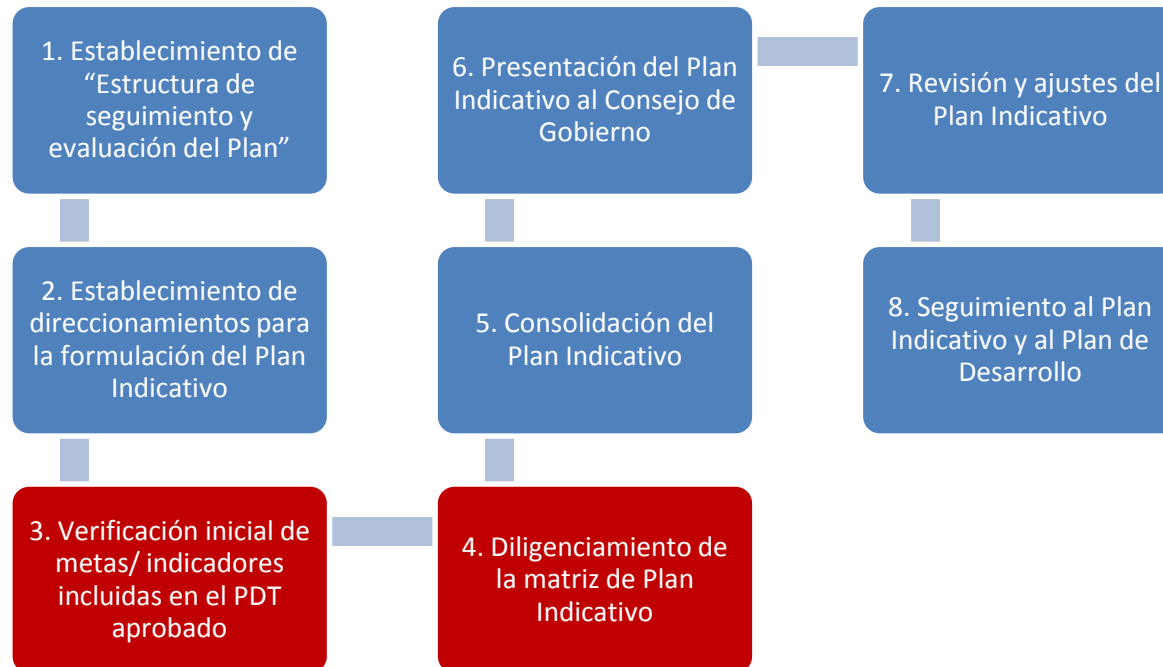 1. Establecimiento de
“Estructura de
seguimiento y
evaluación del Plan”
2. Establecimiento de
direccionamientos para
la formulación del Plan
Indicativo
3. Verificación inicial de
metas/ indicadores
incluidas en el PDT
aprobado
4. Diligenciamiento de
la matriz de Plan
Indicativo
5. Consolidación del
Plan Indicativo
6. Presentación del Plan
Indicativo al Consejo de
Gobierno
7. Revisión y ajustes del
Plan Indicativo
8. Seguimiento al Plan
Indicativo y al Plan de
Desarrollo